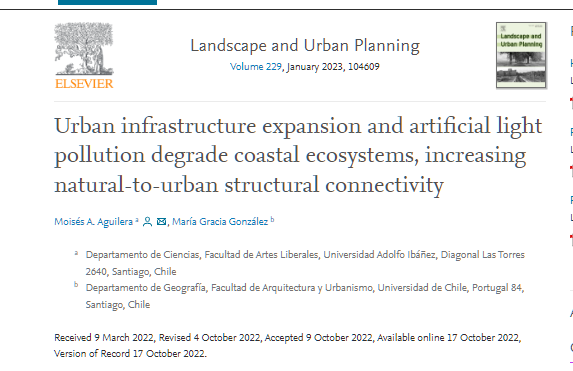 Landscape and Urban Planning
Volume 229, January 2023, 104609
Landscape and
Urban Planning
ELSEVIER
Urban infrastructure expansion and artificial light
pollution degrade coastal ecosystems, increasing
natural-to-urban structural connectivity
Moisés A. Aguilera a, María Gracia González b
a Departamento de Ciencias, Facultad de Artes Liberales, Universidad Adolfo Ibáñez, Diagonal Las Torres
2640, Santiago, Chile
b Departamento de Geografía, Facultad de Arquitectura y Urbanismo, Universidad de Chile, Portugal 84,
Santiago, Chile
Received 9 March 2022, Revised 4 October 2022, Accepted 9 October 2022, Available online 17 October 2022,
Version of Record 17 October 2022.